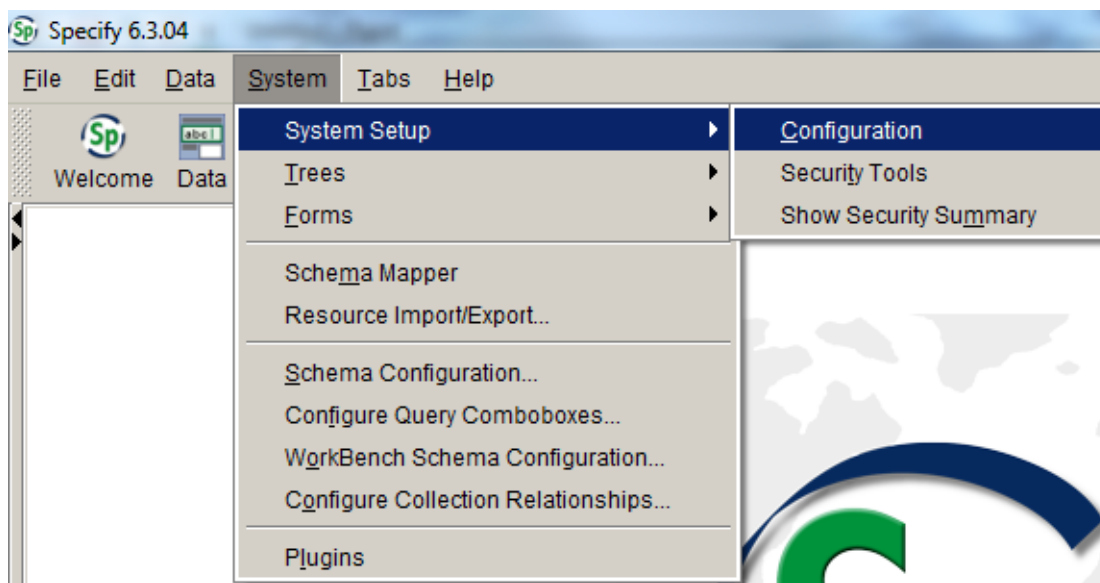 Sp Specify 6.3.04
File Edit Data System Tabs Help
Sp
abcl
Welcome Data
System Setup
Trees
Forms
Schema Mapper
Resource Import/Export...
Schema Configuration...
Configure Query Comboboxes...
WorkBench Schema Configuration...
Configure Collection Relationships...
Plugins
Configuration
Security Tools
Show Security Summary